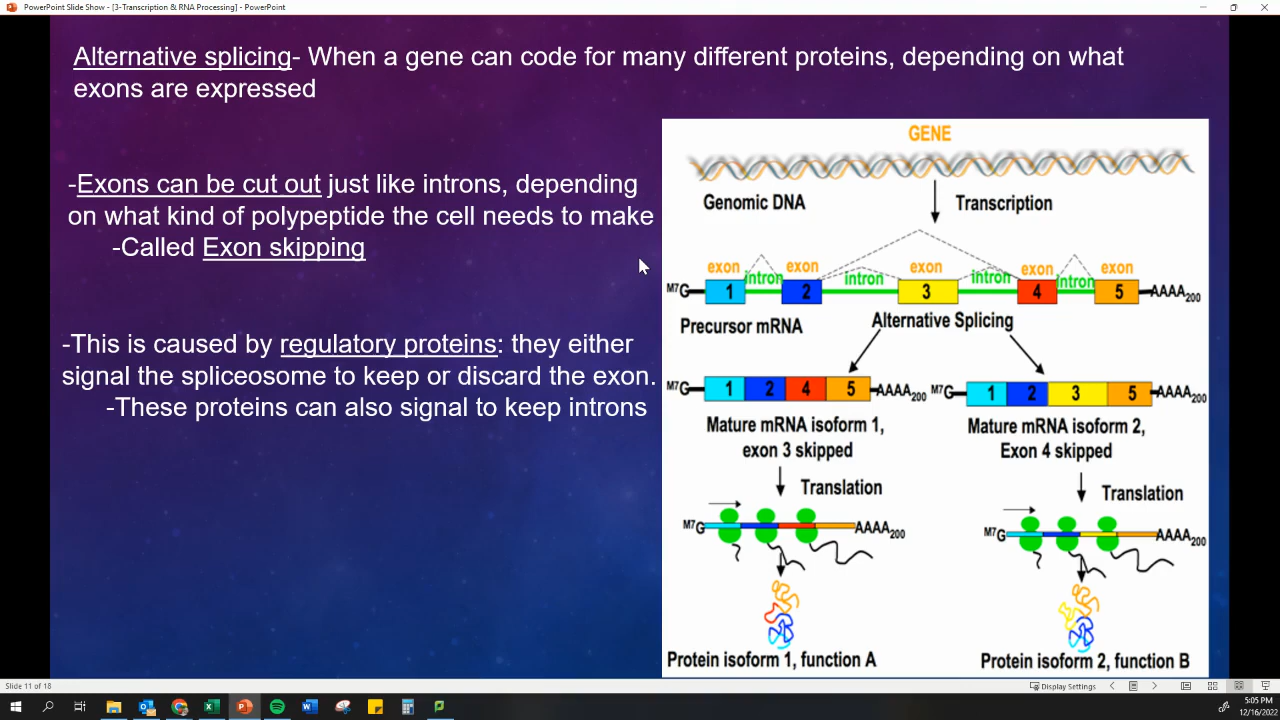 PowerPoint Slide Show - [3-Transcription & RNA Processing] - PowerPoint
Alternative splicing- When a gene can code for many different proteins, depending on what
exons are expressed
-Exons can be cut out just like introns, depending
on what kind of polypeptide the cell needs to make
-Called Exon skipping
-This is caused by regulatory proteins: they either
signal the spliceosome to keep or discard the exon.
-These proteins can also signal to keep introns
GENE
Genomic DNA
Transcription
exon intron exon intron exon intron exon intron exon
M7G 1 2 3 4 5 AAAA200
Precursor mRNA
Alternative Splicing
M7G 1 2 4 5 AAAA200
M7G 1 2 3 5 AAAA200
Mature mRNA isoform 1,
exon 3 skipped
Mature mRNA isoform 2,
Exon 4 skipped
Translation
Translation
M7G AAAA200
M7G AAAA200
Protein isoform 1, function A
Protein isoform 2, function B
Slide 11 of 18
Display Settings
5:05 PM
12/16/2022